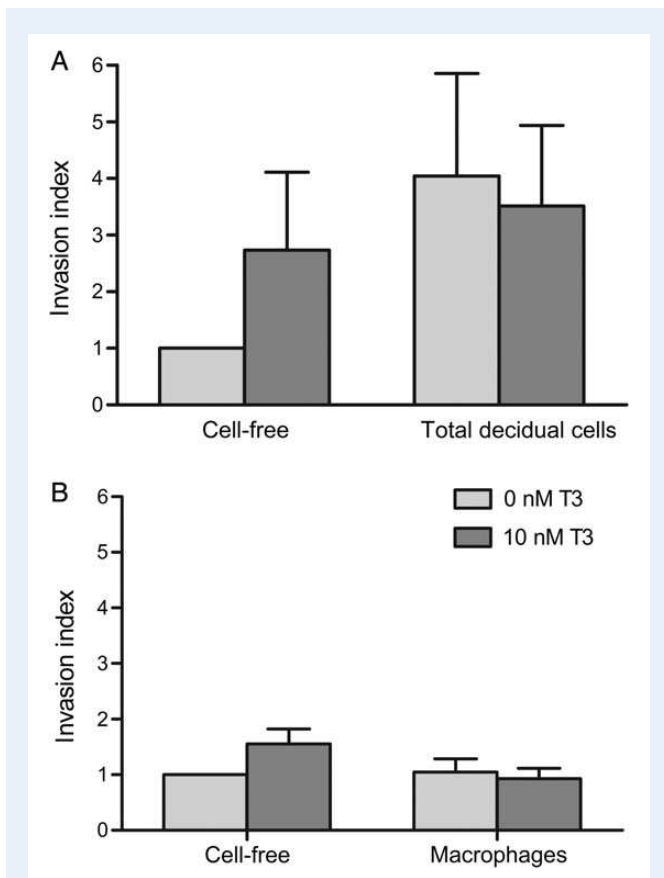 A
6
5
4
3
2
1
0
Invasion index
Cell-free Total decidual cells
B
6
5
4
3
2
1
0
Invasion index
0 nM T3
10 nM T3
Cell-free Macrophages